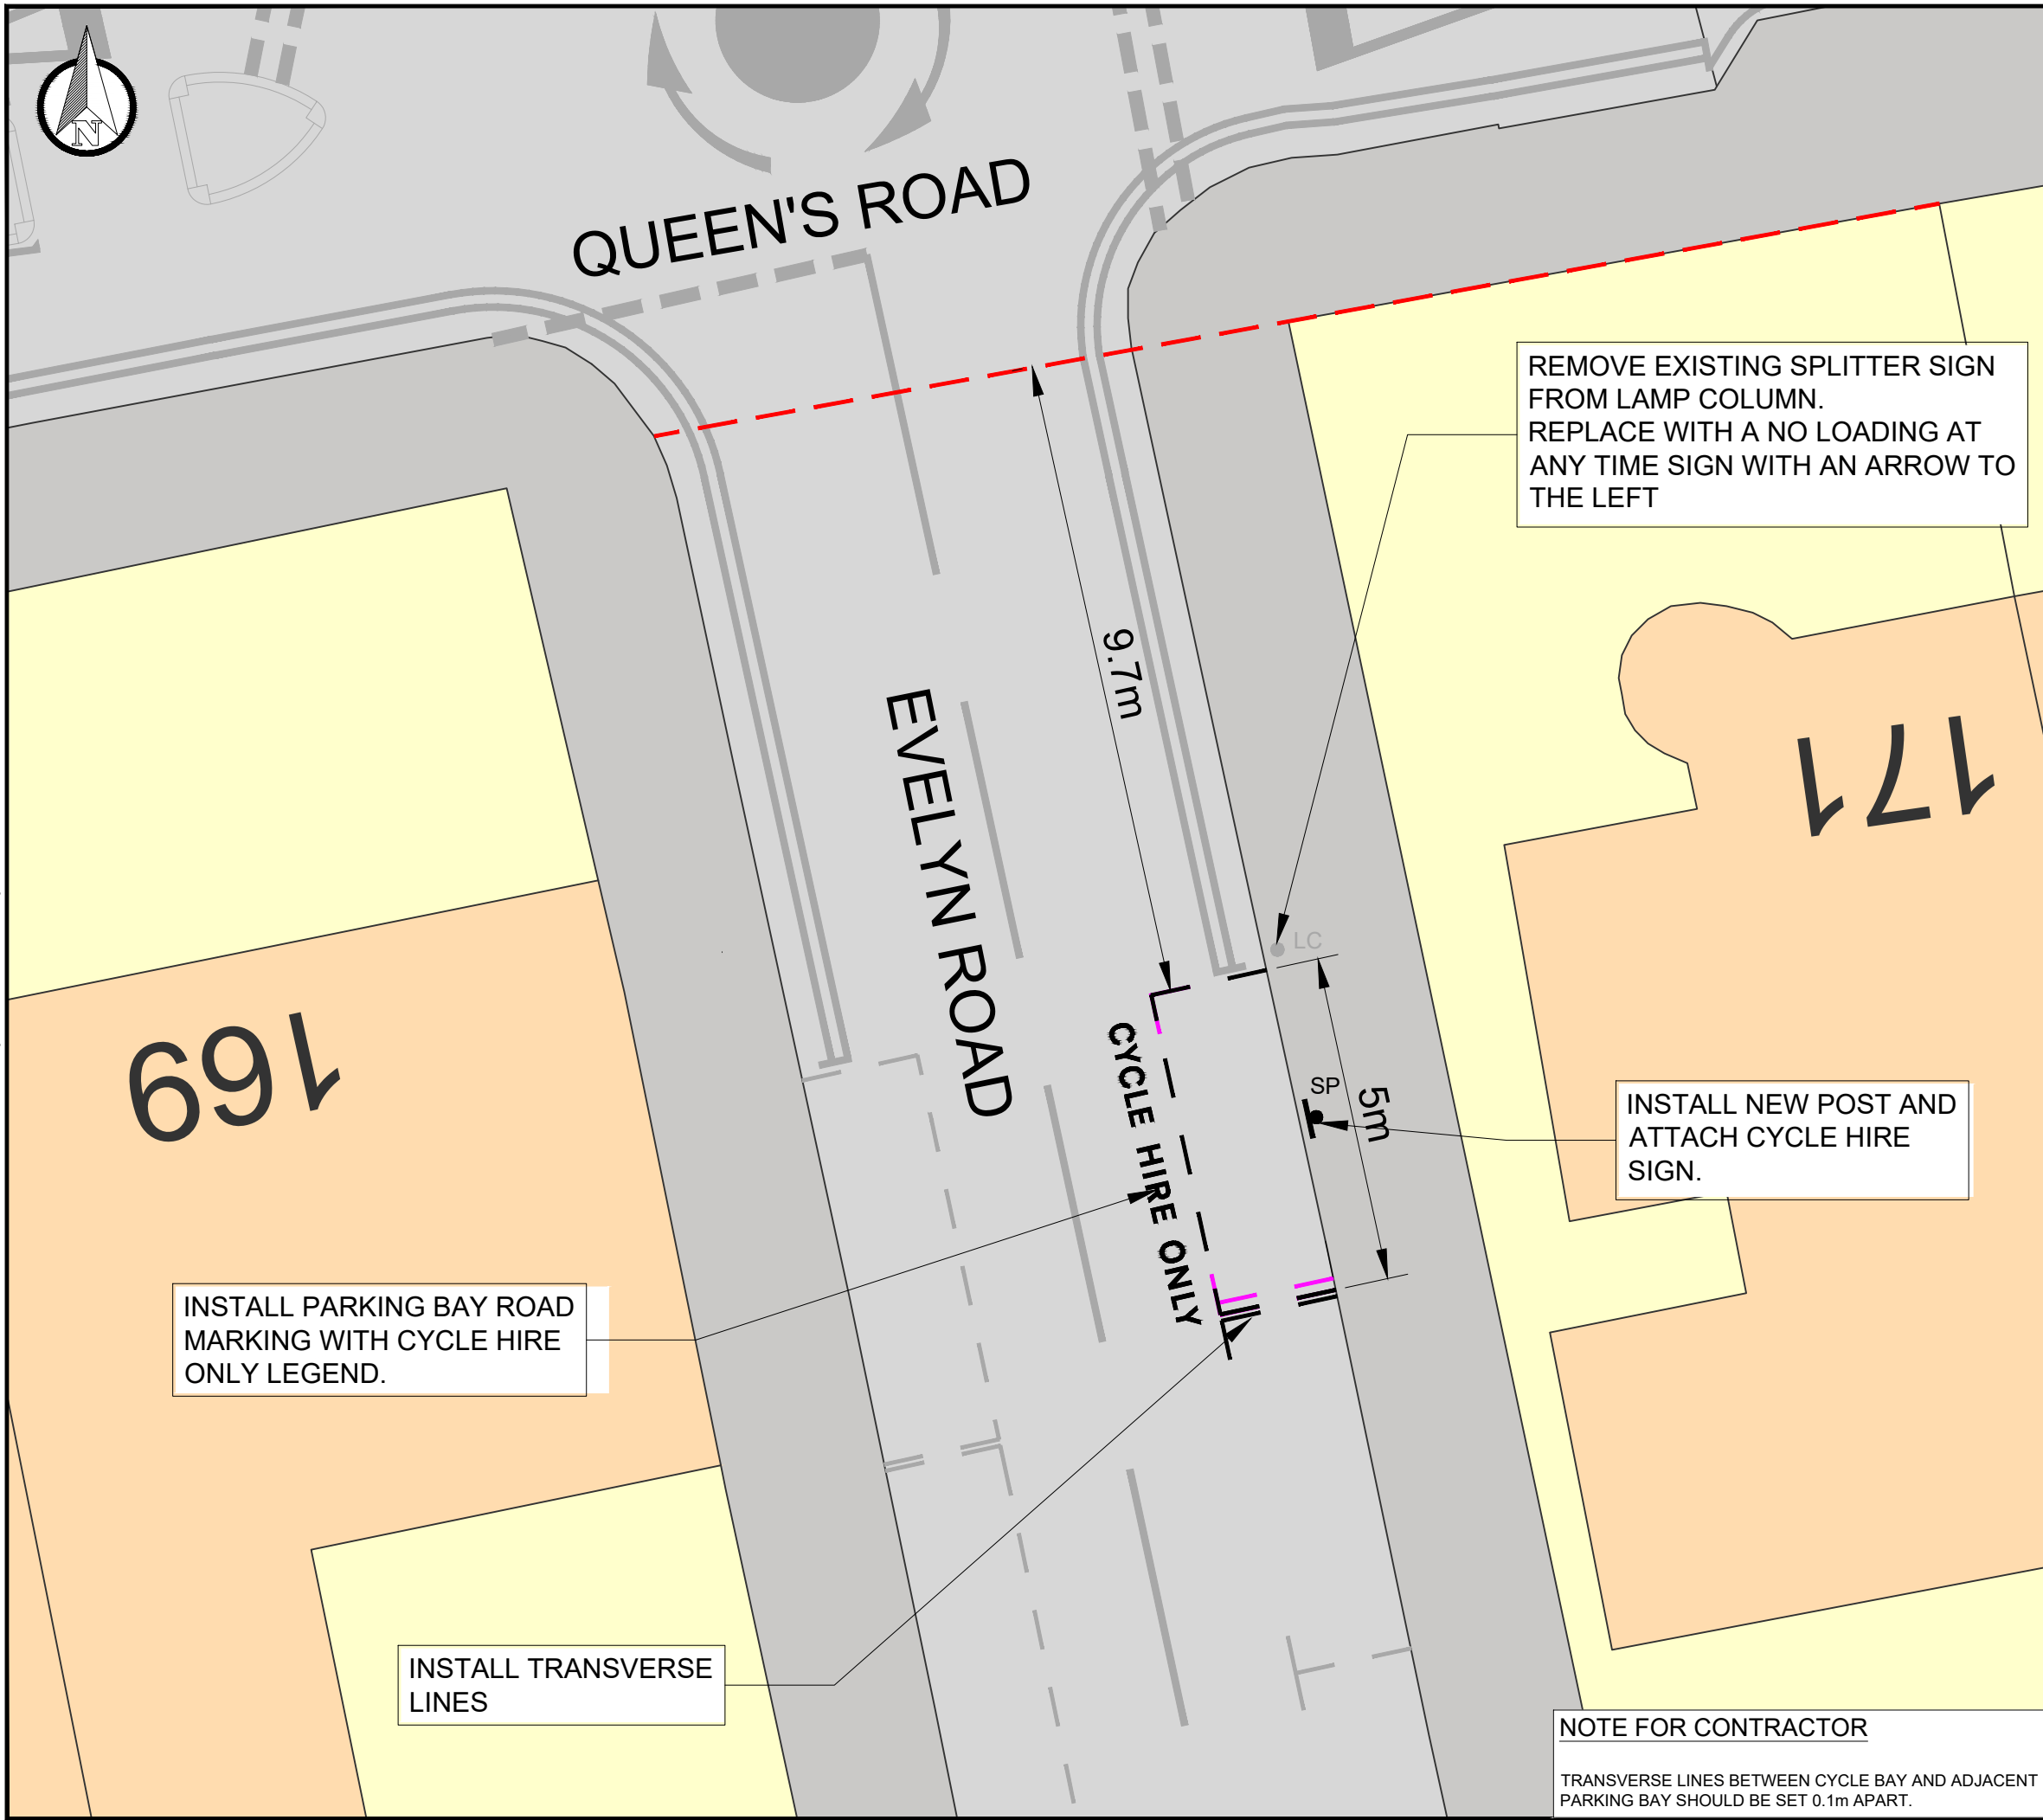 N
QUEEN'S ROAD
REMOVE EXISTING SPLITTER SIGN
FROM LAMP COLUMN.
REPLACE WITH A NO LOADING AT
ANY TIME SIGN WITH AN ARROW TO
THE LEFT
9.7m
EVELYN ROAD
171
LC
169
CYCLE HIRE ONLY
SP
5m
INSTALL NEW POST AND
ATTACH CYCLE HIRE
SIGN.
INSTALL PARKING BAY ROAD
MARKING WITH CYCLE HIRE
ONLY LEGEND.
INSTALL TRANSVERSE
LINES
NOTE FOR CONTRACTOR
TRANSVERSE LINES BETWEEN CYCLE BAY AND ADJACENT
PARKING BAY SHOULD BE SET 0.1m APART.